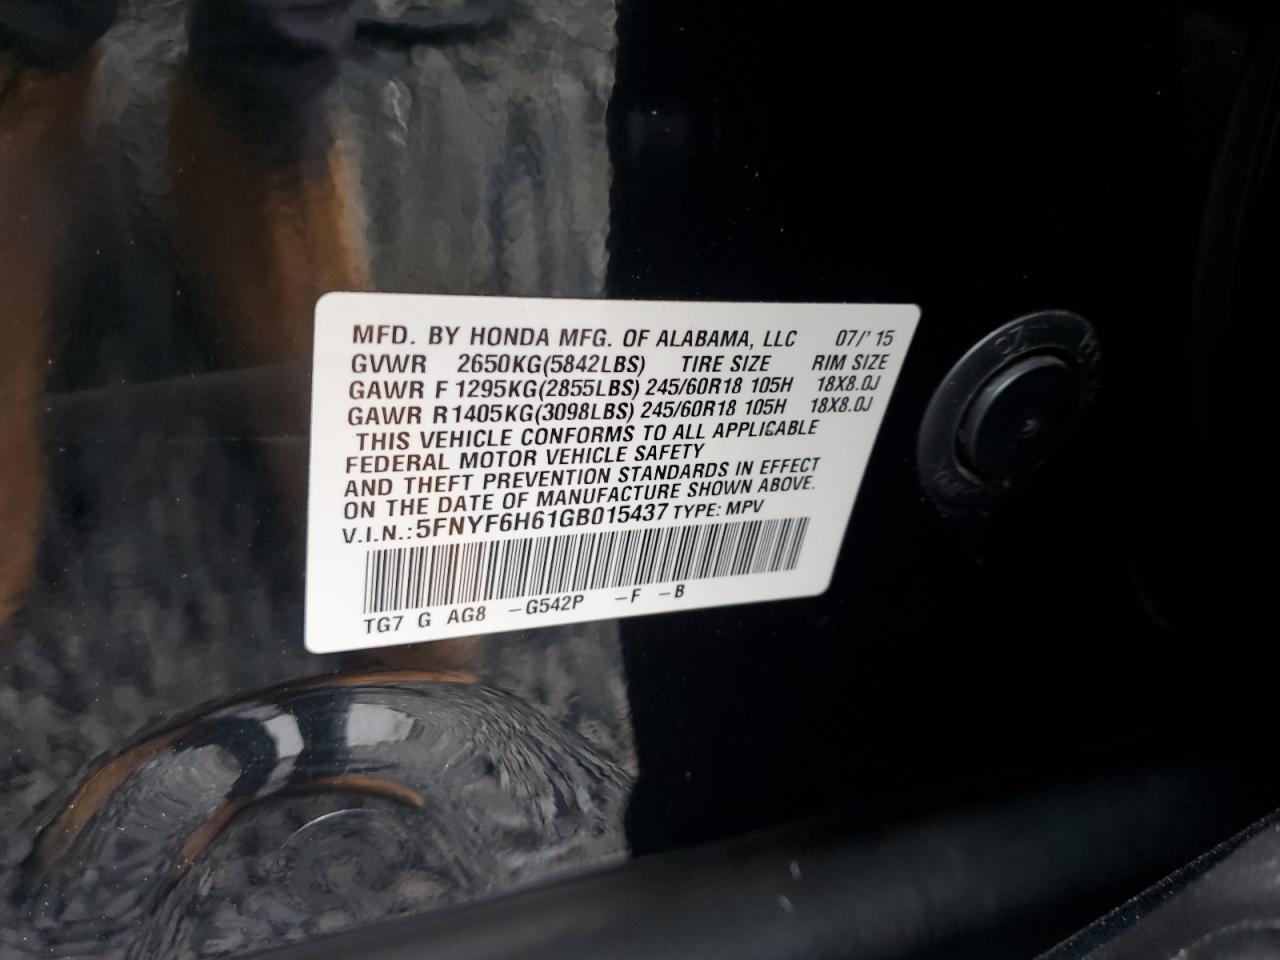 MFD. BY HONDA MFG. OF ALABAMA, LLC 07/'15
GVWR 2650KG(5842LBS) TIRE SIZE RIM SIZE
GAWR F 1295KG(2855LBS) 245/60R18 105H 18X8.0J
GAWR R1405KG(3098LBS) 245/60R18 105H 18X8.0J
THIS VEHICLE CONFORMS TO ALL APPLICABLE
FEDERAL MOTOR VEHICLE SAFETY
AND THEFT PREVENTION STANDARDS IN EFFECT
ON THE DATE OF MANUFACTURE SHOWN ABOVE.
V.I.N.:5FNYF6H61GB015437 TYPE: MPV
TG7 G AG8 -G542P -F -B